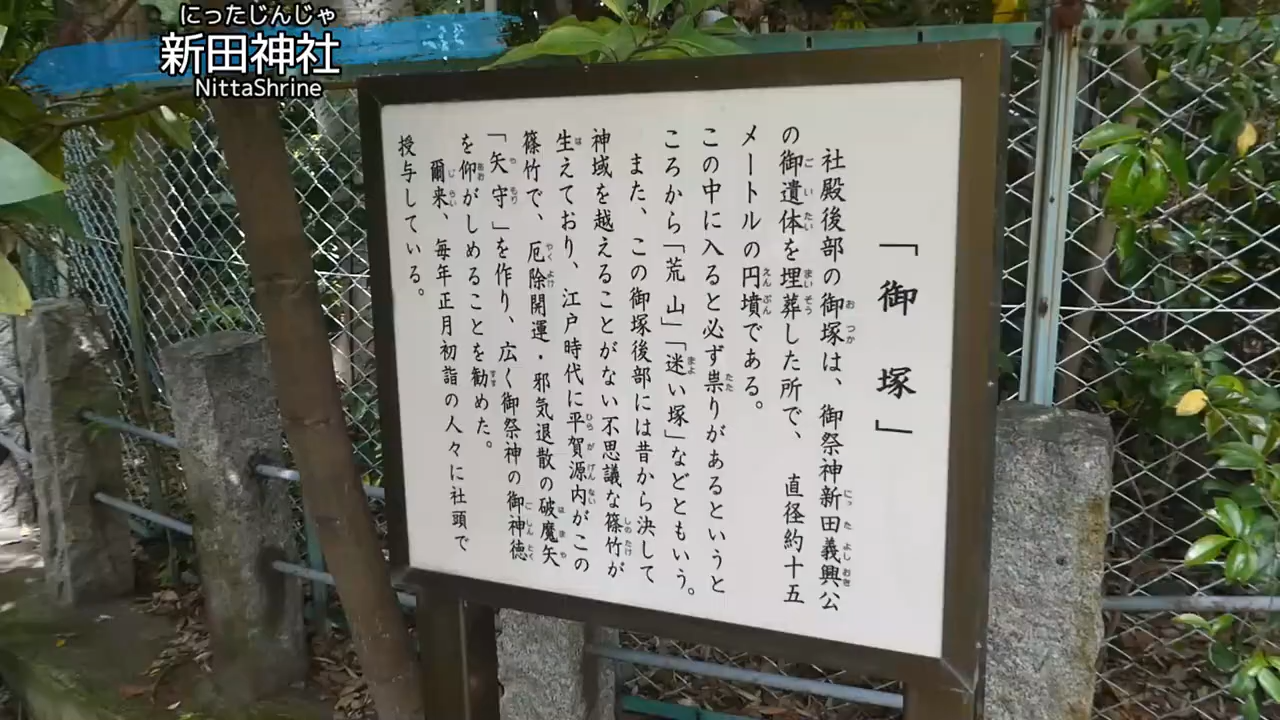 にったじんじゃ
新田神社
NittaShrine
「御塚」
社殿後部の御塚は、御祭神新田義興公
の御遺体を埋葬した所で、直径約十五
メートルの円墳である。
この中に入ると必ず祟りがあるというと
ころから「荒山」「迷い塚」などともいう。
また、この御塚後部には昔から決して
神域を越えることがない不思議な篠竹が
生えており、江戸時代に平賀源内がこの
篠竹で、厄除開運・邪気退散の破魔矢
「矢守」を作り、広く御祭神の御神徳
を仰がしめることを勧めた。
爾来、毎年正月初詣の人々に社頭で
授与している。